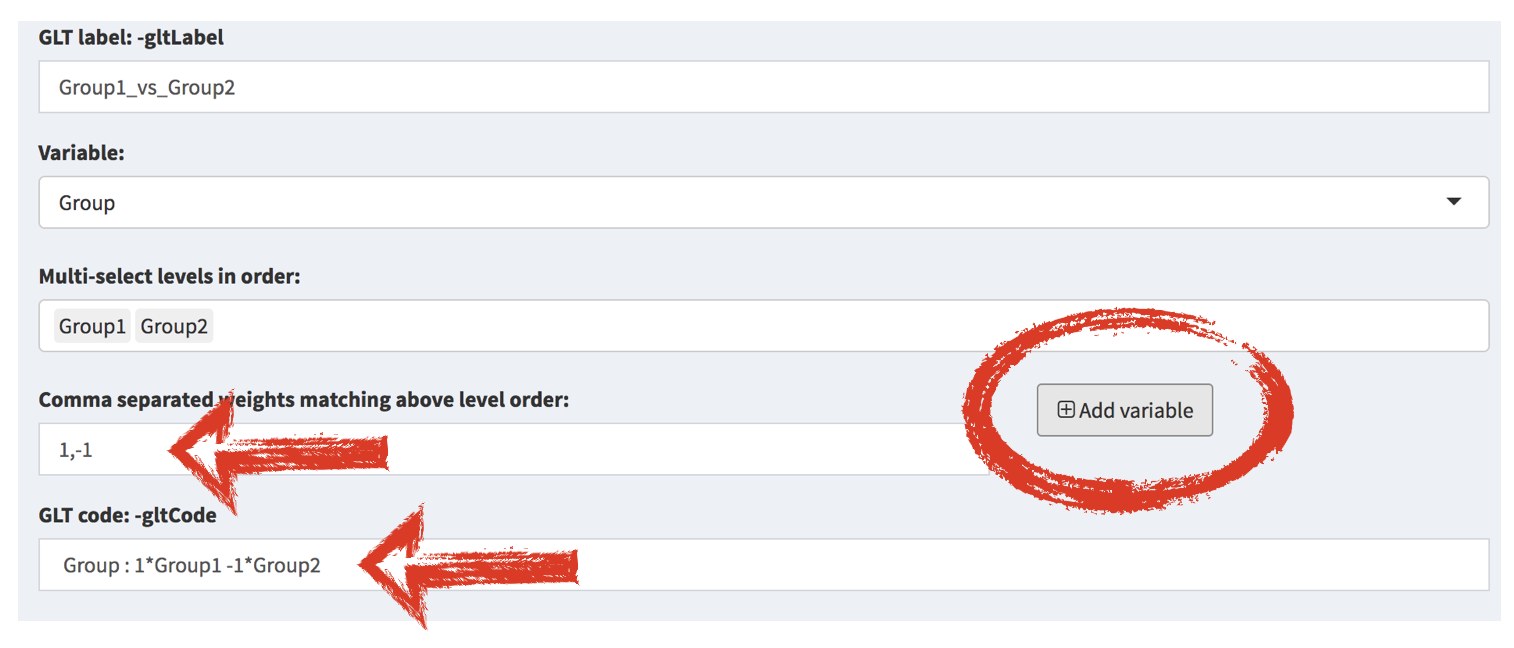 GLT label: -gltLabel
Group1_vs_Group2
Variable:
Group
Multi-select levels in order:
Group1 Group2
Comma separated weights matching above level order:
Add variable
1,-1
GLT code: -gltCode
Group : 1*Group1 -1*Group2